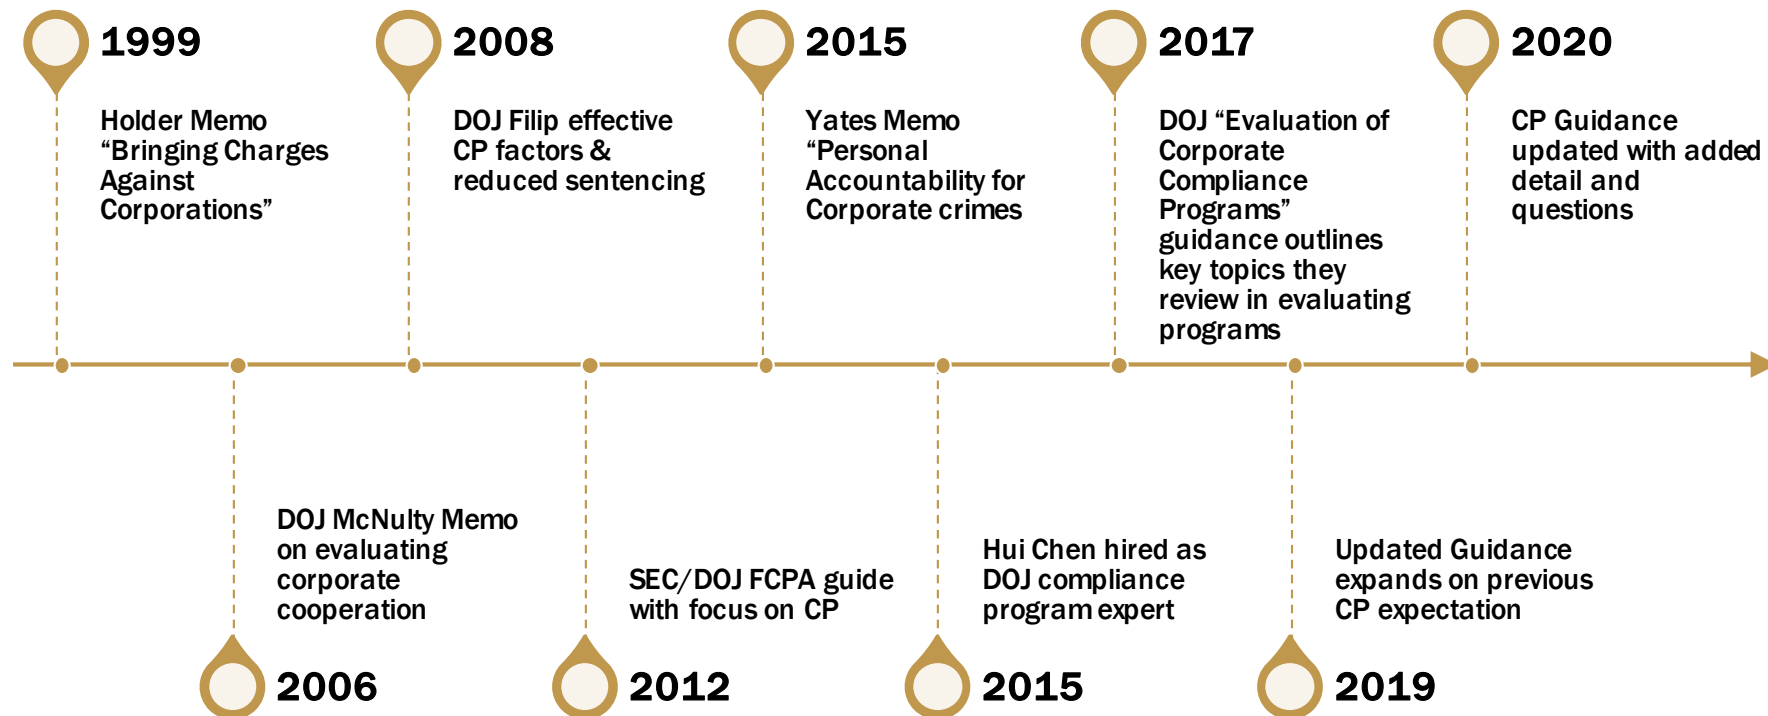 1999
Holder Memo
“Bringing Charges
Against
Corporations”
2008
DOJ Filip effective
CP factors &
reduced sentencing
2015
Yates Memo
“Personal
Accountability for
Corporate crimes
2017
DOJ “Evaluation of
Corporate
Compliance
Programs”
guidance outlines
key topics they
review in evaluating
programs
2020
CP Guidance
updated with added
detail and
questions
DOJ McNulty Memo
on evaluating
corporate
cooperation
2006
SEC/DOJ FCPA guide
with focus on CP
2012
Hui Chen hired as
DOJ compliance
program expert
2015
Updated Guidance
expands on previous
CP expectation
2019